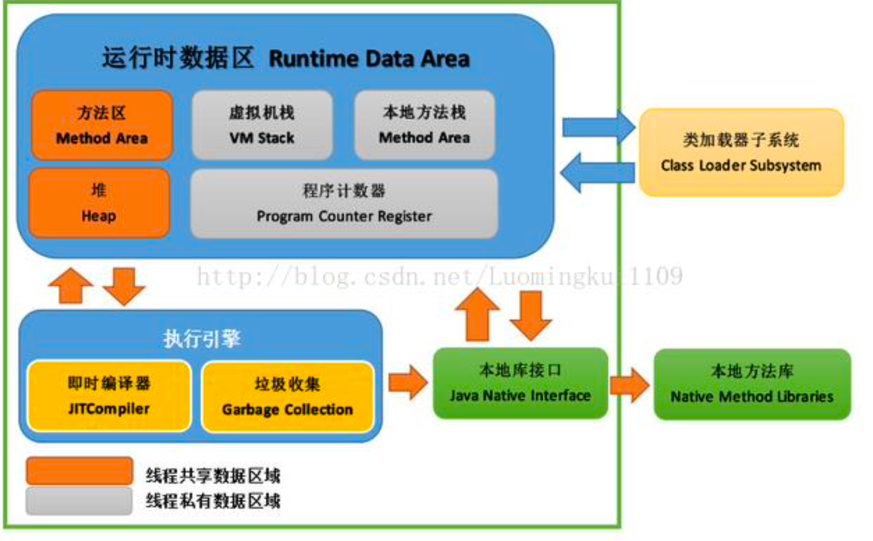 运行时数据区 Runtime Data Area
方法区
Method Area
虚拟机栈
VM Stack
本地方法栈
Method Area
堆
Heap
程序计数器
Program Counter Register
类加载器子系统
Class Loader Subsystem
http://blog.csdn.net/Luomingkui1109
执行引擎
即时编译器
JITCompiler
垃圾收集
Garbage Collection
本地库接口
Java Native Interface
本地方法库
Native Method Libraries
线程共享数据区域
线程私有数据区域